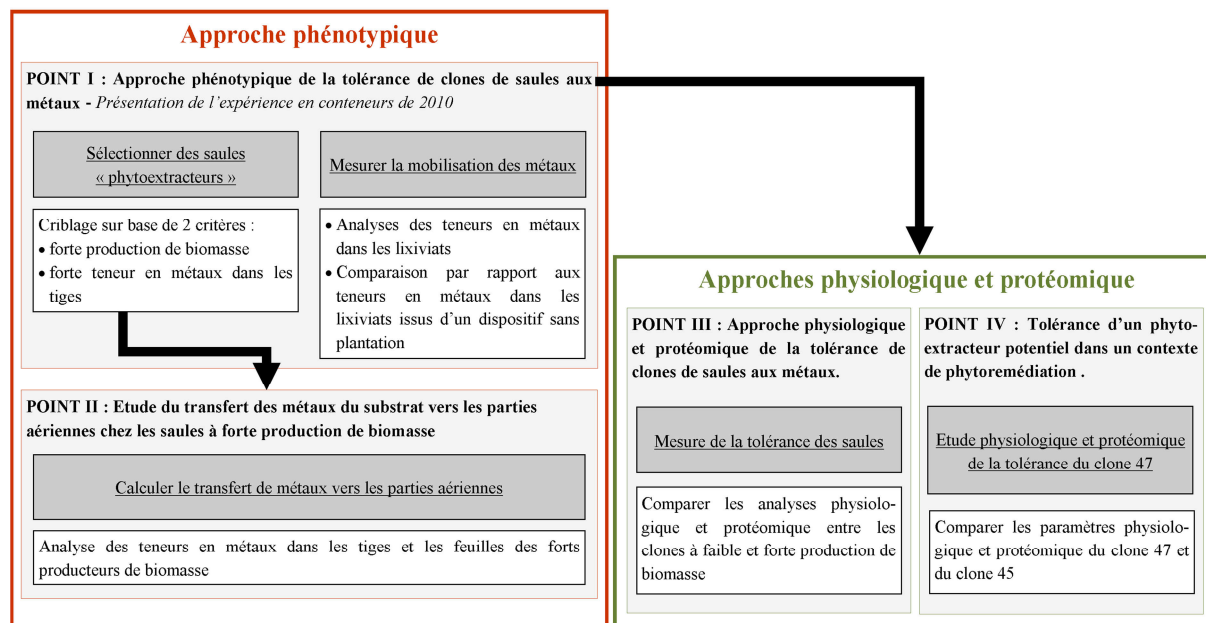 Approche phénotypique
POINT I : Approche phénotypique de la tolérance de clones de saules aux
métaux - Présentation de l'expérience en conteneurs de 2010
Sélectionner des saules
« phytoextracteurs »
Criblage sur base de 2 critères :
• forte production de biomasse
• forte teneur en métaux dans les
tiges
Mesurer la mobilisation des métaux
• Analyses des teneurs en métaux
dans les lixiviats
• Comparaison par rapport aux
teneurs en métaux dans les
lixiviats issus d'un dispositif sans
plantation
POINT II : Etude du transfert des métaux du substrat vers les parties
aériennes chez les saules à forte production de biomasse
Calculer le transfert de métaux vers les parties aériennes
Analyse des teneurs en métaux dans les tiges et les feuilles des forts
producteurs de biomasse
Approches physiologique et protéomique
POINT III : Approche physiologique
et protéomique de la tolérance de
clones de saules aux métaux.
Mesure de la tolérance des saules
Comparer les analyses physiolo-
gique et protéomique entre les
clones à faible et forte production de
biomasse
POINT IV : Tolérance d'un phyto-
extracteur potentiel dans un contexte
de phytoremédiation .
Etude physiologique et protéomique
de la tolérance du clone 47
Comparer les paramètres physiolo-
gique et protéomique du clone 47 et
du clone 45